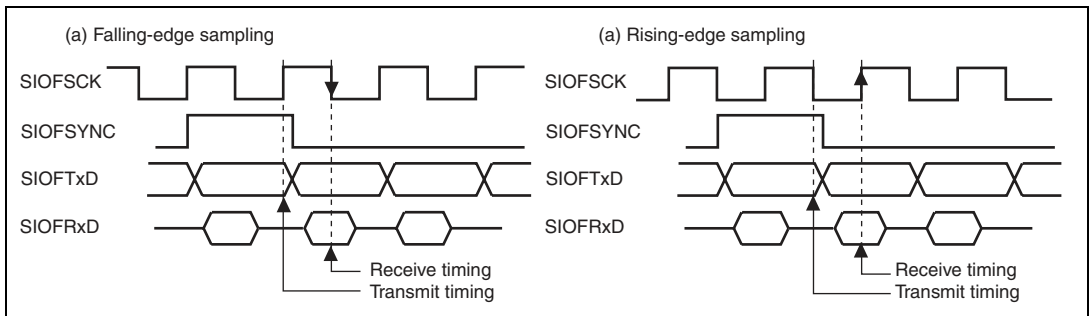 (a) Falling-edge sampling
SIOFSCK
SIOFSYNC
SIOFTxD
SIOFRxD
Receive timing
Transmit timing
(a) Rising-edge sampling
SIOFSCK
SIOFSYNC
SIOFTxD
SIOFRxD
Receive timing
Transmit timing